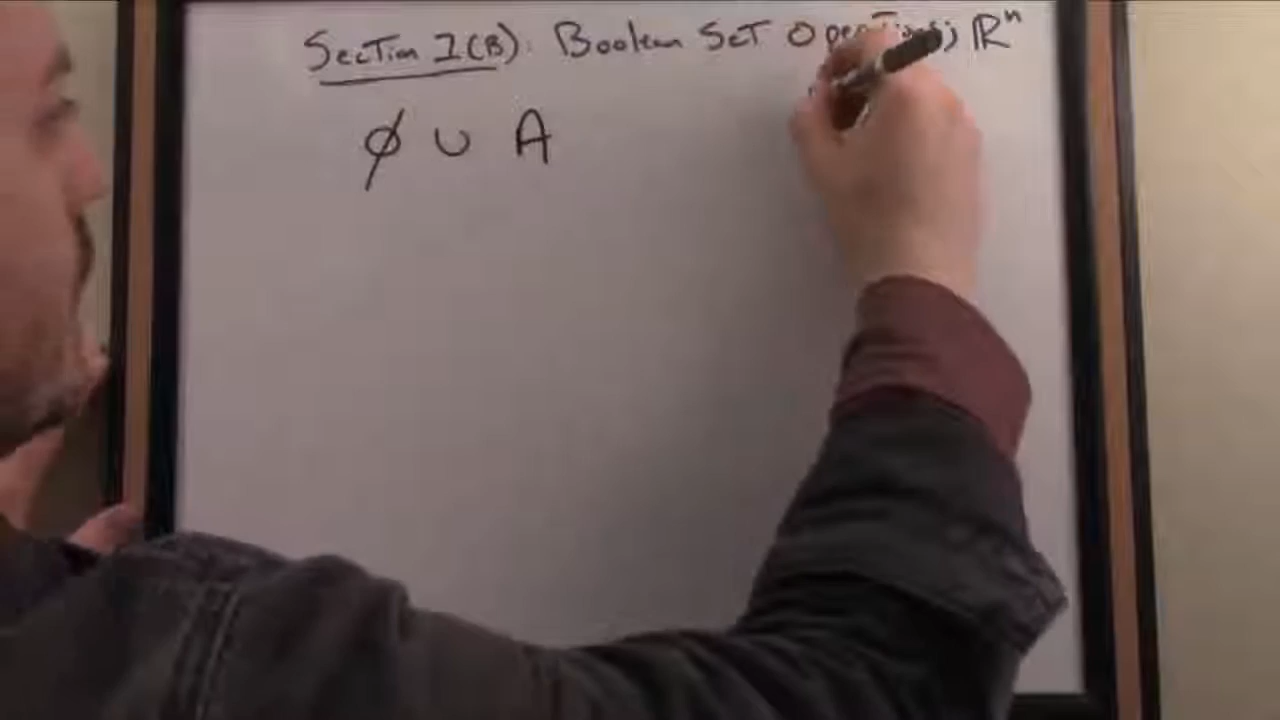 Section I(B): Boolean Set Operations; ℝⁿ
∅ ∪ A